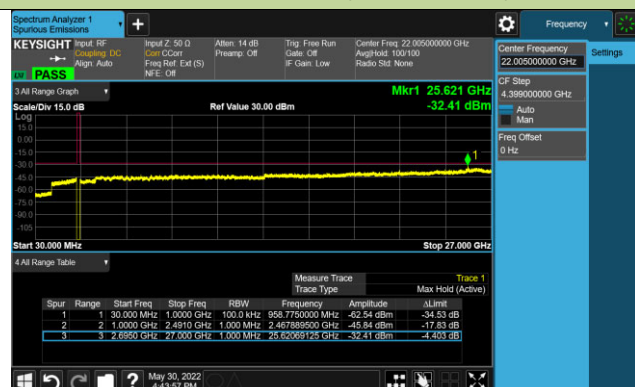 Spectrum Analyzer 1
Spurious Emissions
Frequency
KEYSIGHT
Input: RF
Coupling: DC
Align: Auto
Input Z: 50 Ω
Corr CCorr
Freq Ref: Ext (S)
NFE: Off
Atten: 14 dB
Preamp: Off
Trig: Free Run
Gate: Off
IF Gain: Low
Center Freq: 22.005000000 GHz
Avg|Hold: 100/100
Radio Std: None
PASS
3 All Range Graph
Mkr1 25.621 GHz
Scale/Div 15.0 dB
Ref Value 30.00 dBm
-32.41 dBm
Log
15.0
0.00
-15.0
-30.0
-45.0
-60.0
-75.0
-90.0
-105
1
Start 30.000 MHz
Stop 27.000 GHz
4 All Range Table
Measure Trace Trace 1
Trace Type Max Hold (Active)
Spur Range Start Freq Stop Freq RBW Frequency Amplitude ΔLimit
1 1 30.000 MHz 1.0000 GHz 100.0 kHz 958.7750000 MHz -62.54 dBm -34.53 dB
2 2 1.0000 GHz 2.4910 GHz 1.000 MHz 2.467889500 GHz -45.84 dBm -17.83 dB
3 3 2.6950 GHz 27.000 GHz 1.000 MHz 25.62069125 GHz -32.41 dBm -4.403 dB
May 30, 2022
4:43:57 PM
Center Frequency
22.005000000 GHz
Settings
CF Step
4.399000000 GHz
Auto
Man
Freq Offset
0 Hz